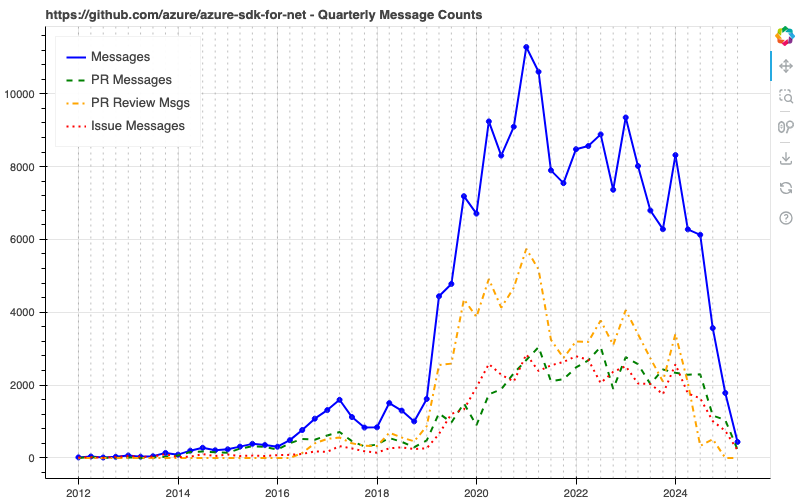 https://github.com/azure/azure-sdk-for-net - Quarterly Message Counts
Messages
PR Messages
PR Review Msgs
Issue Messages
10000
8000
6000
4000
2000
0
2012 2014 2016 2018 2020 2022 2024